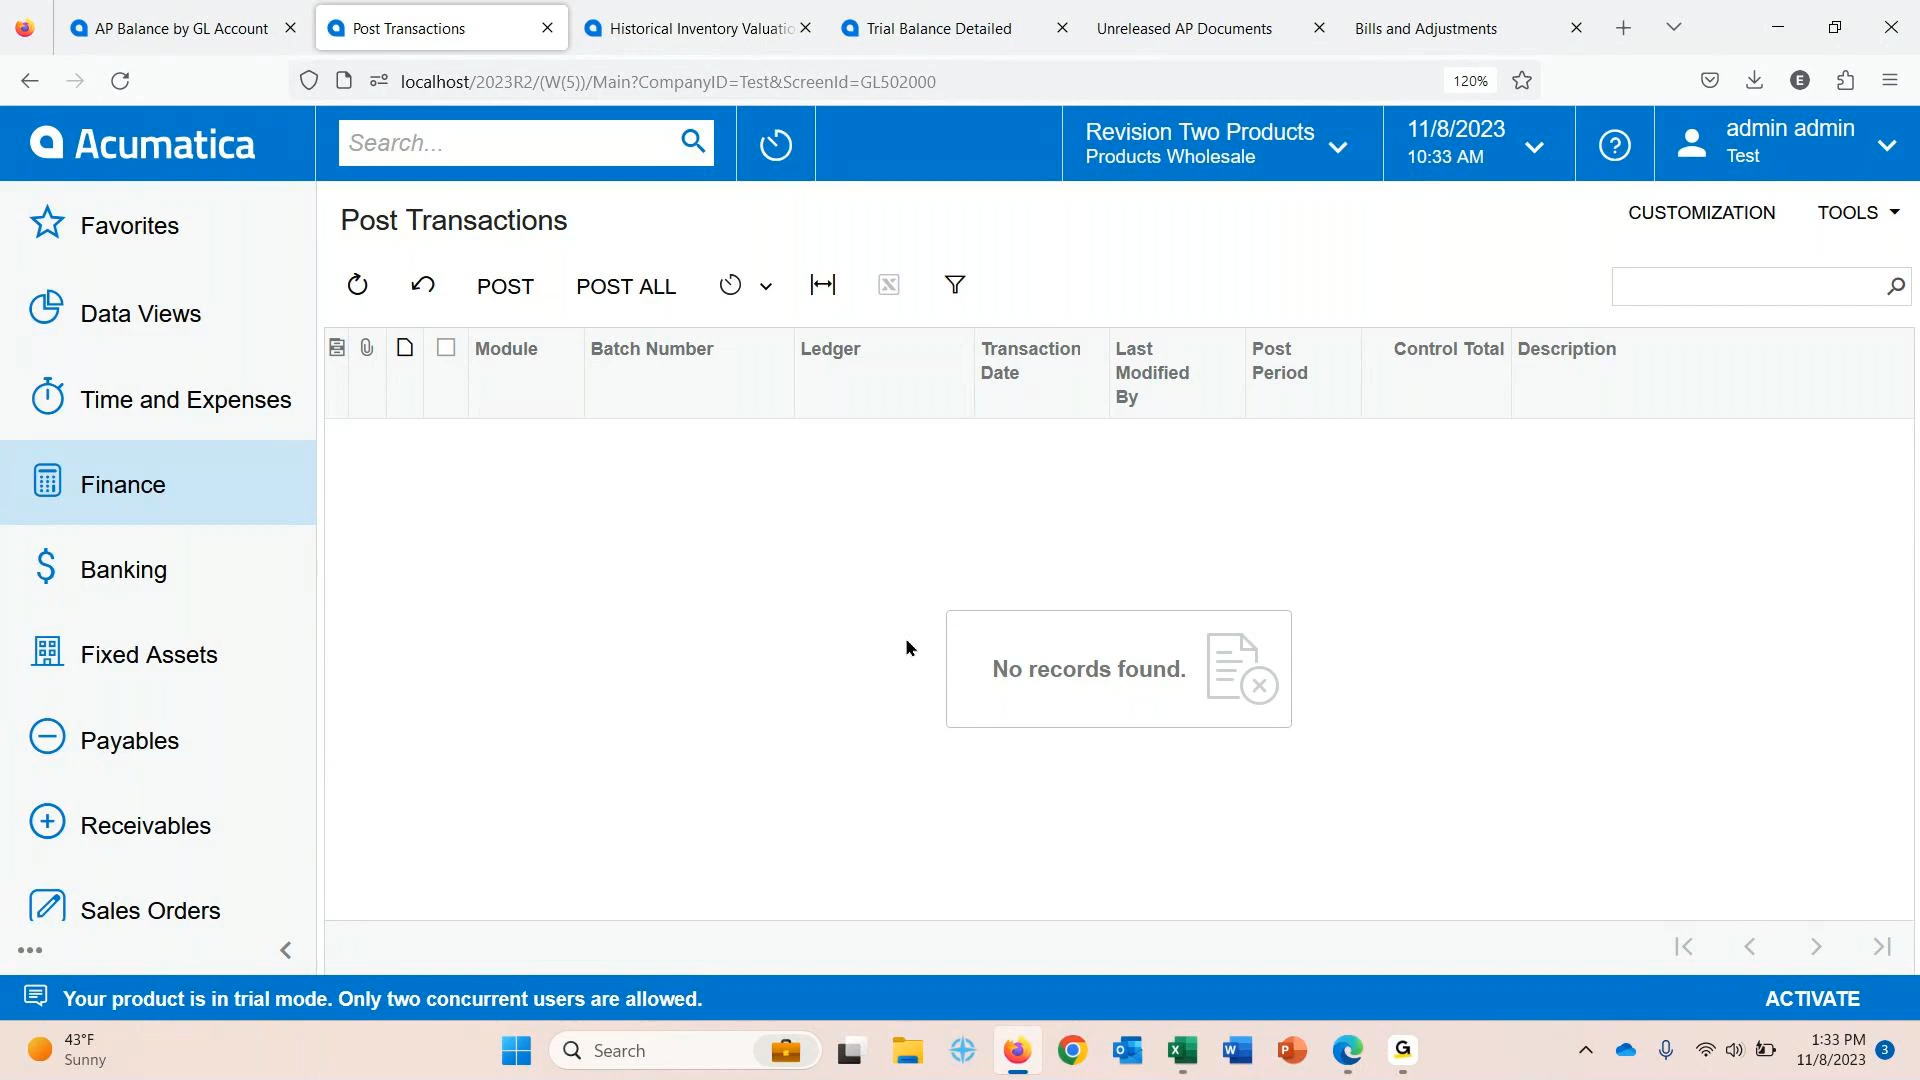 AP Balance by GL Account
Post Transactions
Historical Inventory Valuatio
Trial Balance Detailed
Unreleased AP Documents
Bills and Adjustments
localhost/2023R2/(W(5))/Main?CompanyID=Test&ScreenId=GL502000
120%
E
Acumatica
Search...
Revision Two Products
Products Wholesale
11/8/2023
10:33 AM
?
admin admin
Test
Favorites
Data Views
Time and Expenses
Finance
Banking
Fixed Assets
Payables
Receivables
Sales Orders
Post Transactions
CUSTOMIZATION
TOOLS
POST
POST ALL
Module
Batch Number
Ledger
Transaction Date
Last Modified By
Post Period
Control Total
Description
No records found.
Your product is in trial mode. Only two concurrent users are allowed.
ACTIVATE
43°F
Sunny
Search
1:33 PM
11/8/2023
3